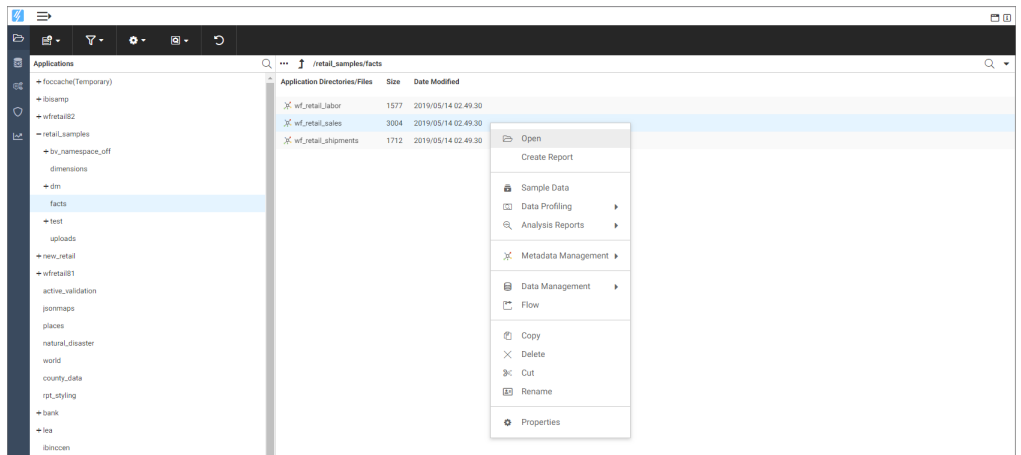 Applications
/retail_samples/facts
foccache(Temporary)
ibisamp
wfretail82
retail_samples
bv_namespace_off
dimensions
dm
facts
test
uploads
new_retail
wfretail81
active_validation
jsonmaps
places
natural_disaster
world
county_data
rpt_styling
bank
lea
ibinccen
Application Directories/Files Size Date Modified
wf_retail_labor 1577 2019/05/14 02.49.30
wf_retail_sales 3004 2019/05/14 02.49.30
wf_retail_shipments 1712 2019/05/14 02.49.30
Open
Create Report
Sample Data
Data Profiling
Analysis Reports
Metadata Management
Data Management
Flow
Copy
Delete
Cut
Rename
Properties